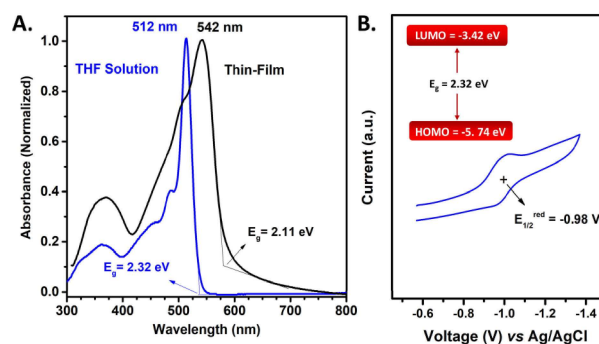 A.
512 nm 542 nm
THF Solution
Thin-Film
Absorbance (Normalized)
1.0
0.8
0.6
0.4
0.2
0.0
Eg= 2.11 eV
Eg= 2.32 eV
300 400 500 600 700 800
Wavelength (nm)
B.
LUMO = -3.42 eV
Eg = 2.32 eV
HOMO = -5. 74 eV
Current (a.u.)
+
E1/2red = -0.98 V
-0.6 -0.8 -1.0 -1.2 -1.4
Voltage (V) vs Ag/AgCl